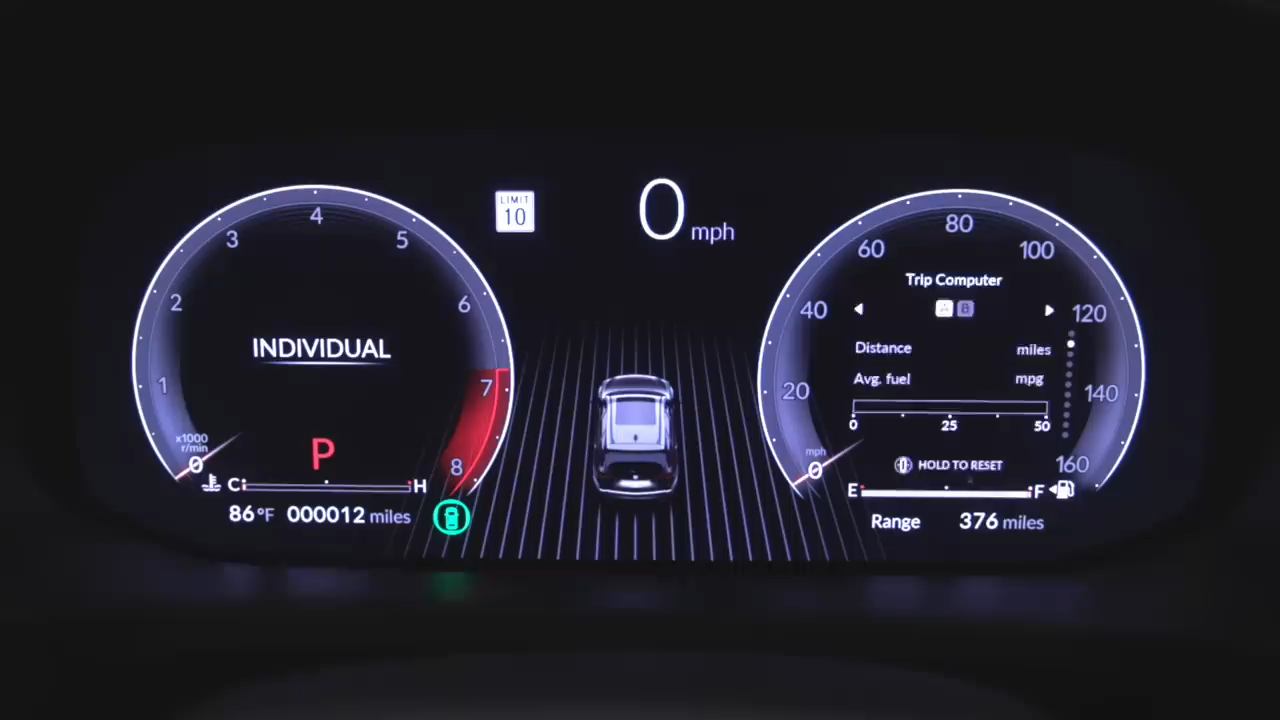 LIMIT
10
0 mph
4
3
5
2
6
1
7
8
0
x1000
r/min
INDIVIDUAL
P
C H
86°F 000012 miles
80
60
100
40
120
20
140
0
160
mph
Trip Computer
A B
Distance miles
Avg. fuel mpg
0 25 50
HOLD TO RESET
E F
Range 376 miles